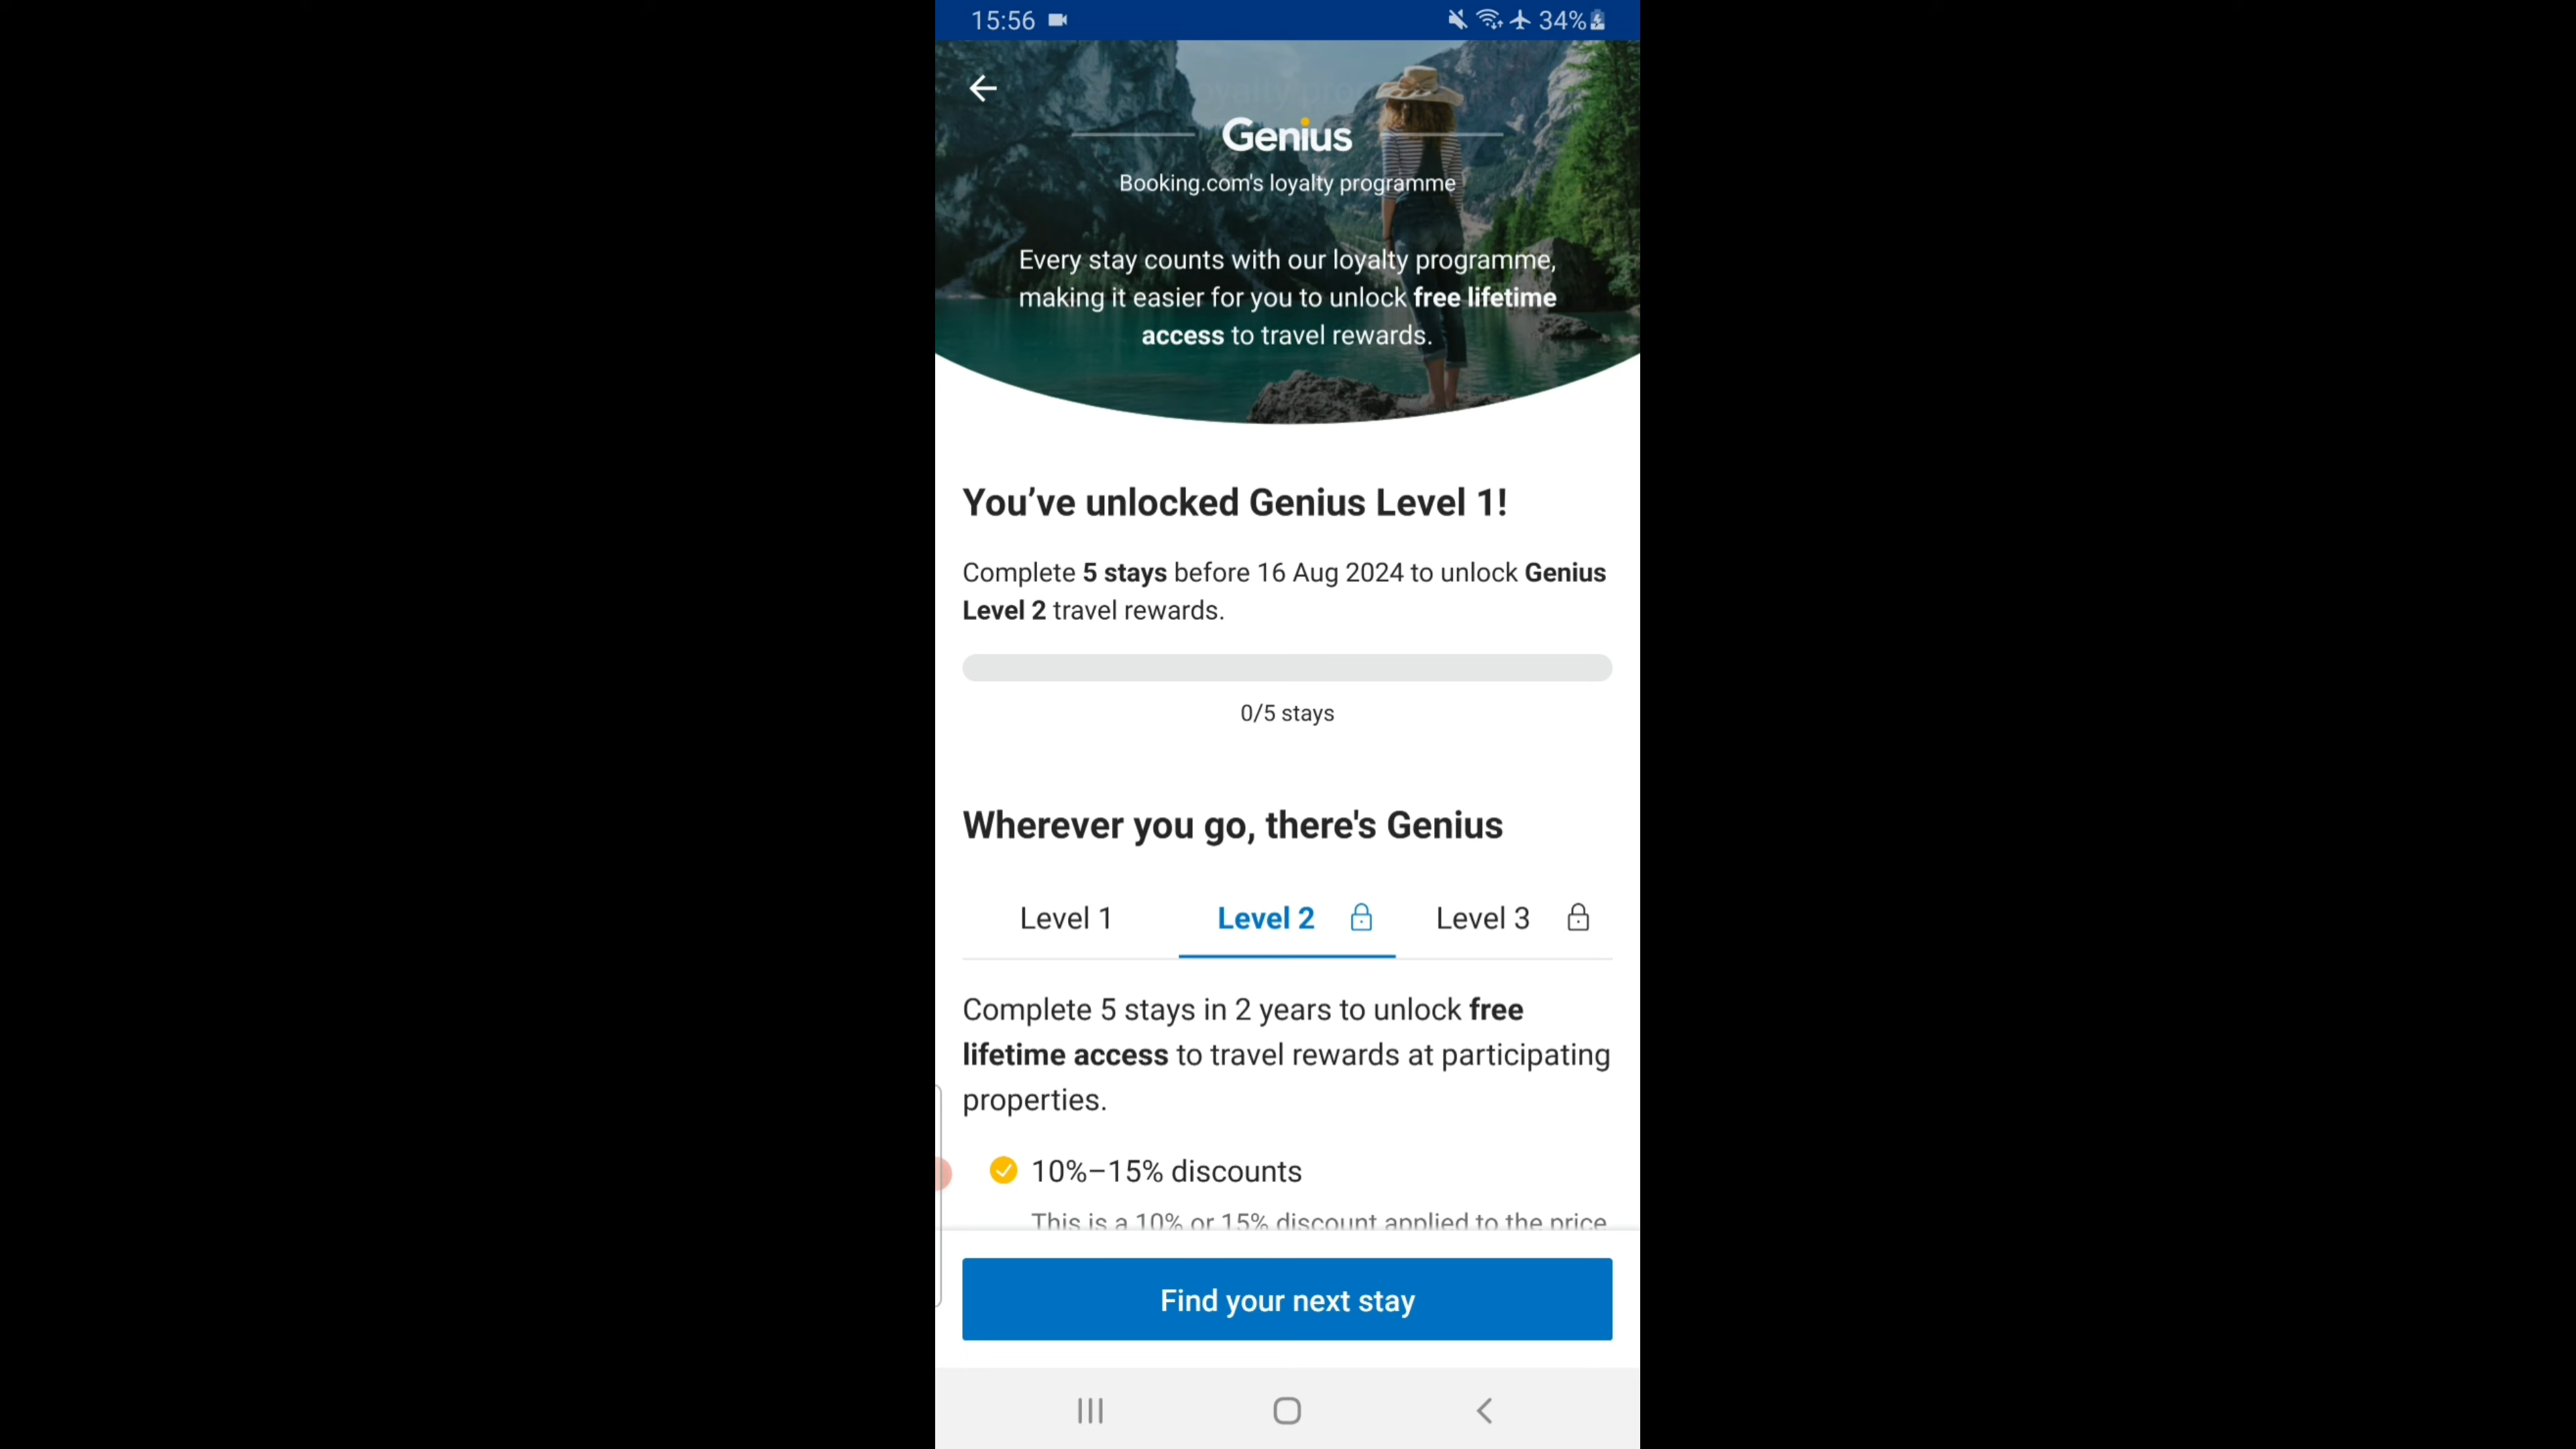 15:56
34%
Genius
Booking.com's loyalty programme
Every stay counts with our loyalty programme,
making it easier for you to unlock free lifetime
access to travel rewards.
You’ve unlocked Genius Level 1!
Complete 5 stays before 16 Aug 2024 to unlock Genius
Level 2 travel rewards.
0/5 stays
Wherever you go, there's Genius
Level 1
Level 2
Level 3
Complete 5 stays in 2 years to unlock free
lifetime access to travel rewards at participating
properties.
10%–15% discounts
This is a 10% or 15% discount applied to the price
Find your next stay